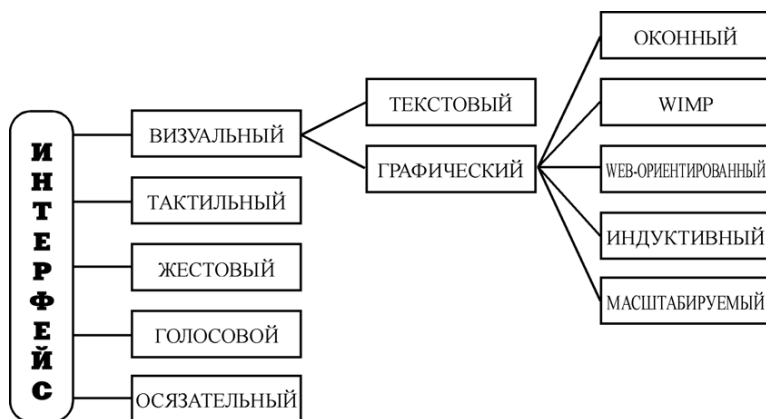 ИНТЕРФЕЙС
ВИЗУАЛЬНЫЙ
ТАКТИЛЬНЫЙ
ЖЕСТОВЫЙ
ГОЛОСОВОЙ
ОСЯЗАТЕЛЬНЫЙ
ТЕКСТОВЫЙ
ГРАФИЧЕСКИЙ
ОКОННЫЙ
WIMP
WEB-ОРИЕНТИРОВАННЫЙ
ИНДУКТИВНЫЙ
МАСШТАБИРУЕМЫЙ